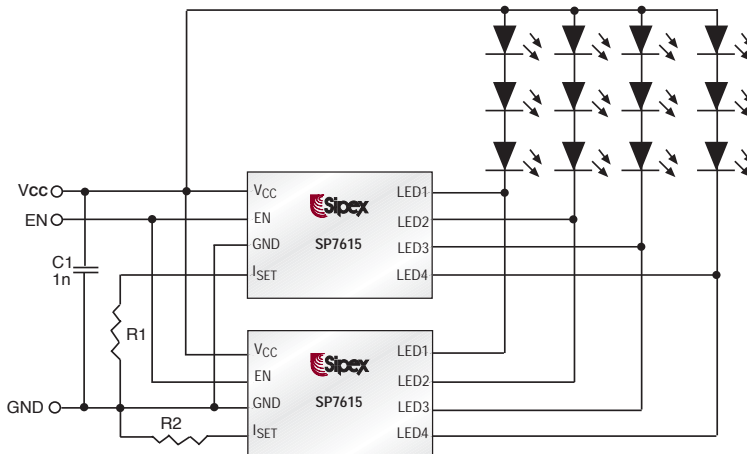 Vcc
EN
C1
1n
R1
GND
R2
VCC
EN
GND
ISET
Sipex
SP7615
LED1
LED2
LED3
LED4
VCC
EN
GND
ISET
Sipex
SP7615
LED1
LED2
LED3
LED4